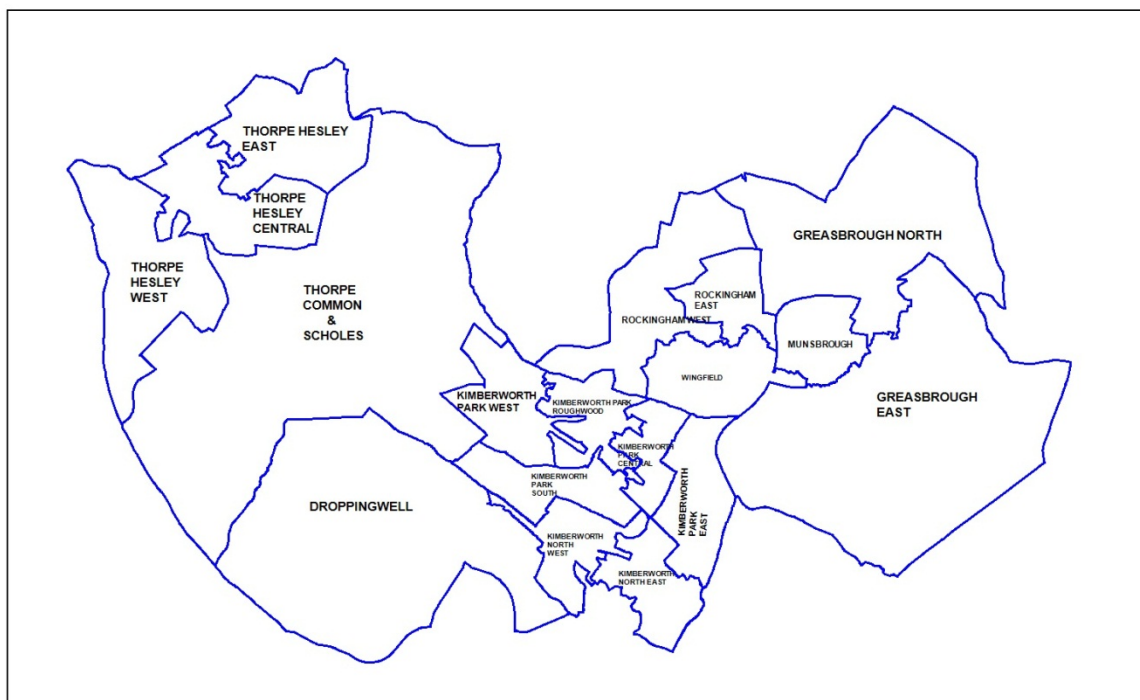 THORPE HESLEY
EAST
THORPE
HESLEY
CENTRAL
THORPE
HESLEY
WEST
THORPE
COMMON
&
SCHOLES
GREASBROUGH NORTH
ROCKINGHAM
EAST
ROCKINGHAM WEST
MUNSBROUGH
WINGFIELD
GREASBROUGH
EAST
KIMBERWORTH
PARK WEST
KIMBERWORTH PARK
ROUGHWOOD
KIMBERWORTH
PARK
CENTRAL
KIMBERWORTH
PARK
SOUTH
KIMBERWORTH
PARK
EAST
DROPPINGWELL
KIMBERWORTH
NORTH
WEST
KIMBERWORTH
NORTH EAST